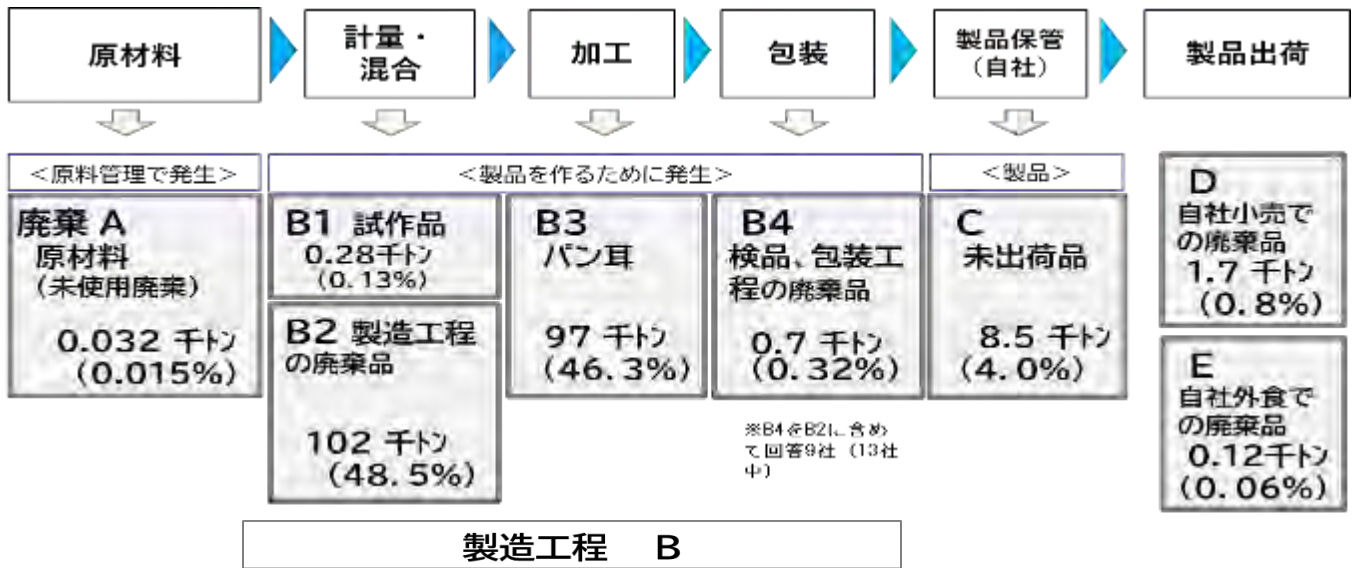 原材料
計量・
混合
加工
包装
製品保管
（自社）
製品出荷
＜原料管理で発生＞
＜製品を作るために発生＞
＜製品＞
廃棄 A
原材料
（未使用廃棄）
0.032 千トン
(0.015%)
B1 試作品
0.28千トン
(0.13%)
B2 製造工程
の廃棄品
102 千トン
(48.5%)
B3
パン耳
97 千トン
(46.3%)
B4
検品、包装工
程の廃棄品
0.7 千トン
(0.32%)
※B4をB2に含め
て回答9社（13社
中）
C
未出荷品
8.5 千トン
(4.0%)
D
自社小売で
の廃棄品
1.7 千トン
(0.8%)
E
自社外食で
の廃棄品
0.12千トン
(0.06%)
製造工程 B